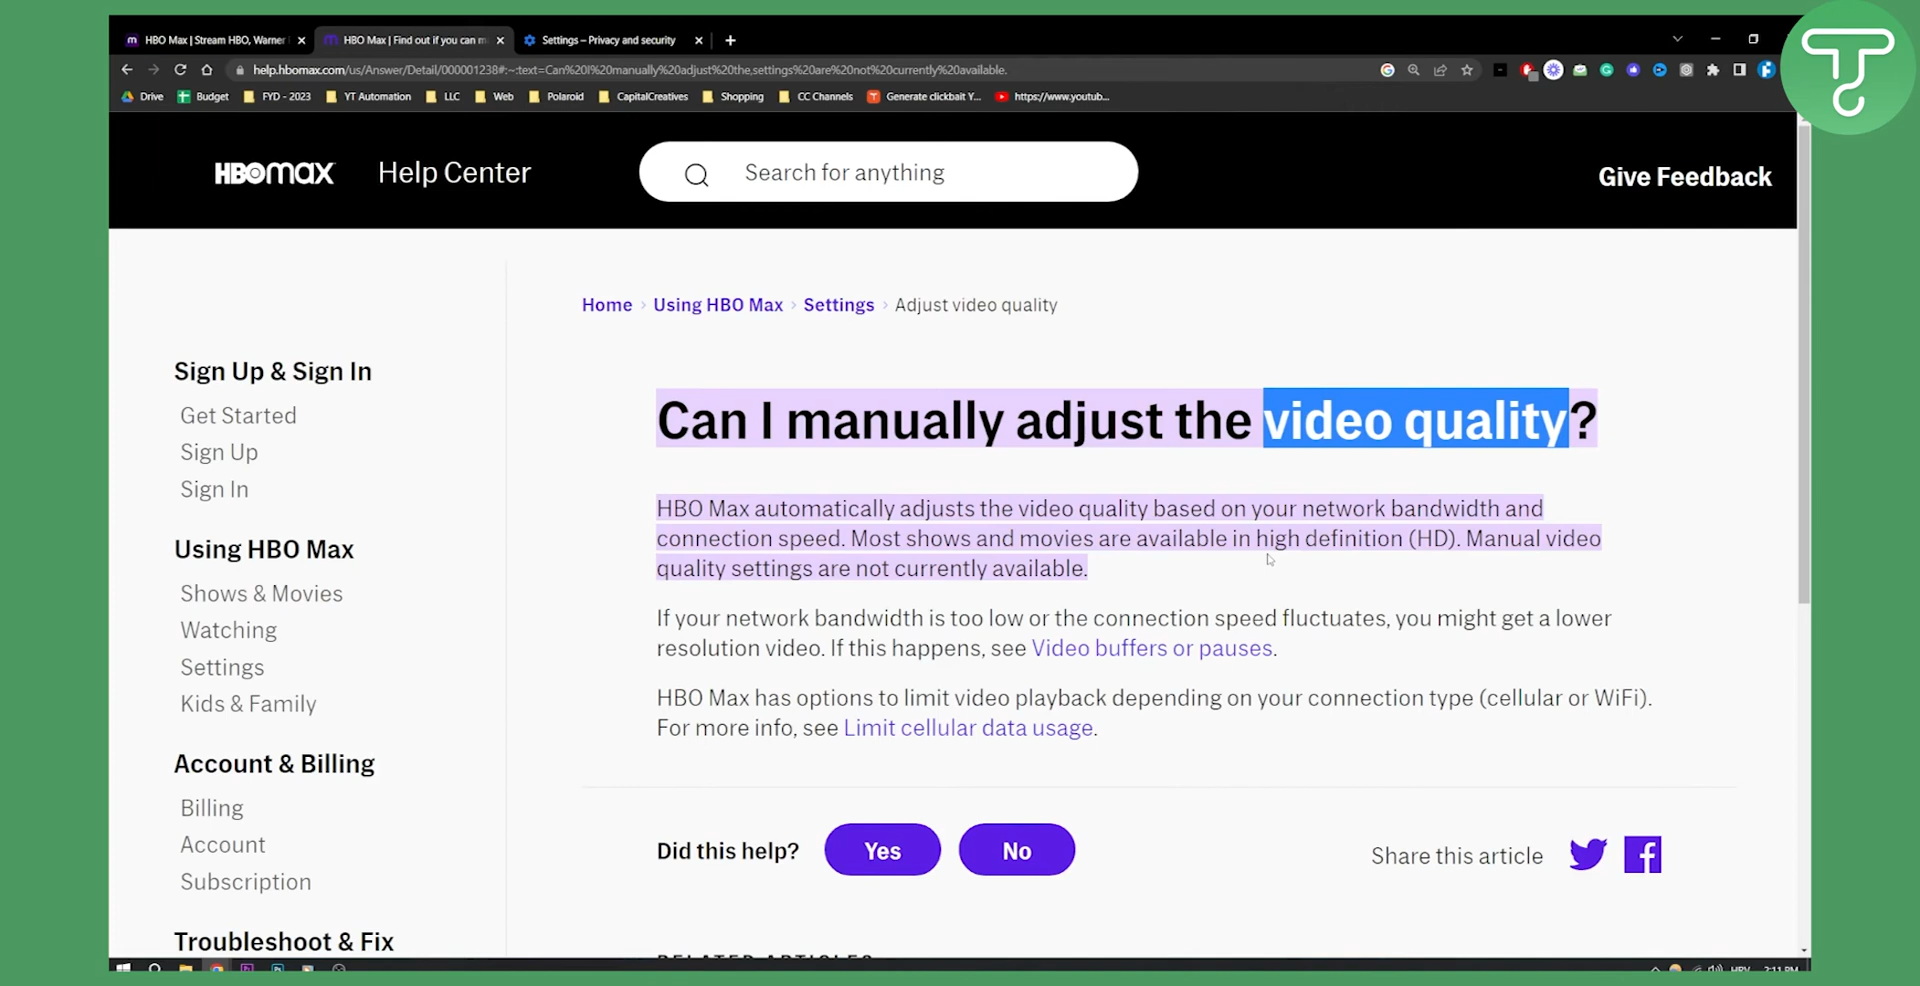 HBO Max | Stream HBO, Warner
HBO Max | Find out if you can m
Settings – Privacy and security
help.hbomax.com/us/Answer/Detail/000001238#:~:text=Can%20I%20manually%20adjust%20the,settings%20are%20not%20currently%20available.
Drive Budget FYD - 2023 YT Automation LLC Web Polaroid CapitalCreatives Shopping CC Channels Generate clickbait Y... https://www.youtub...
HBOmax Help Center Search for anything Give Feedback
Home › Using HBO Max › Settings › Adjust video quality
Sign Up & Sign In
Get Started
Sign Up
Sign In
Using HBO Max
Shows & Movies
Watching
Settings
Kids & Family
Account & Billing
Billing
Account
Subscription
Troubleshoot & Fix
Can I manually adjust the video quality?
HBO Max automatically adjusts the video quality based on your network bandwidth and
connection speed. Most shows and movies are available in high definition (HD). Manual video
quality settings are not currently available.
If your network bandwidth is too low or the connection speed fluctuates, you might get a lower
resolution video. If this happens, see Video buffers or pauses.
HBO Max has options to limit video playback depending on your connection type (cellular or WiFi).
For more info, see Limit cellular data usage.
Did this help? Yes No Share this article
RELATED ARTICLES
HRV 2:11 PM